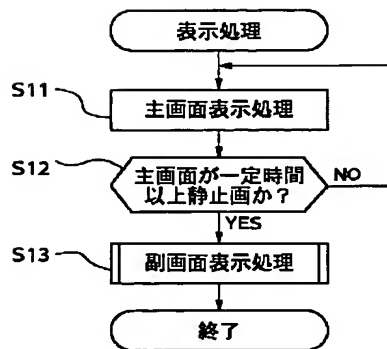 表示処理
S11
主画面表示処理
S12
主画面が一定時間
以上静止画か？
NO
YES
S13
副画面表示処理
終了